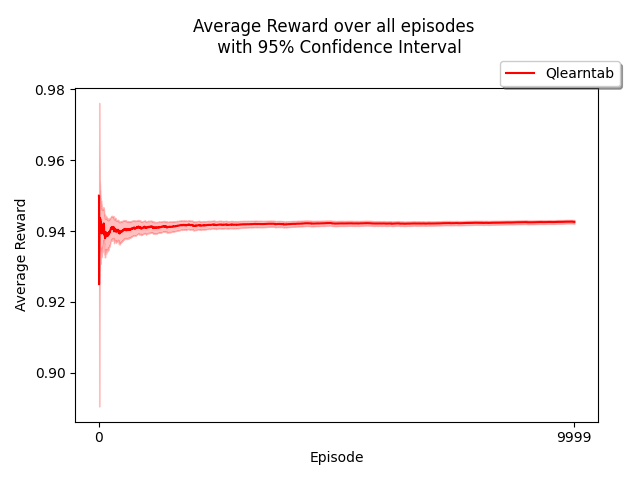 Average Reward over all episodes
with 95% Confidence Interval
Qlearntab
0.98
0.96
0.94
0.92
0.90
Average Reward
0
9999
Episode